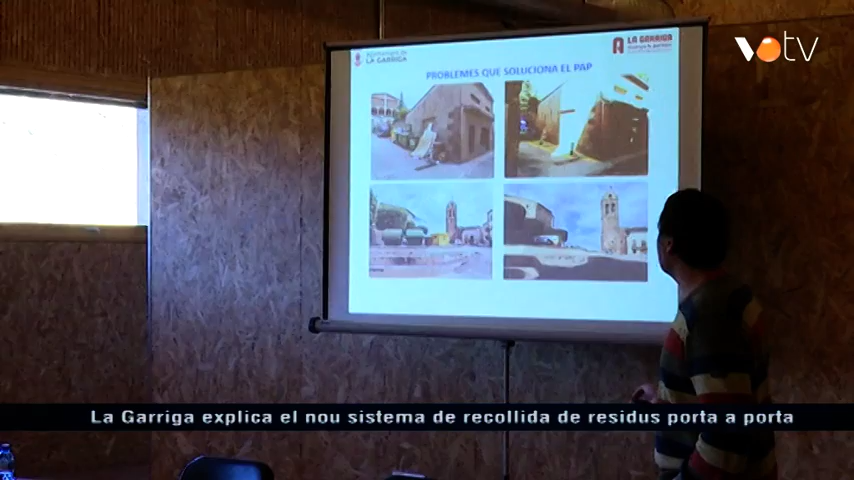 Ajuntament de
LA GARRIGA
LA GARRIGA
PROBLEMES QUE SOLUCIONA EL PAP
votv
La Garriga explica el nou sistema de recollida de residus porta a porta